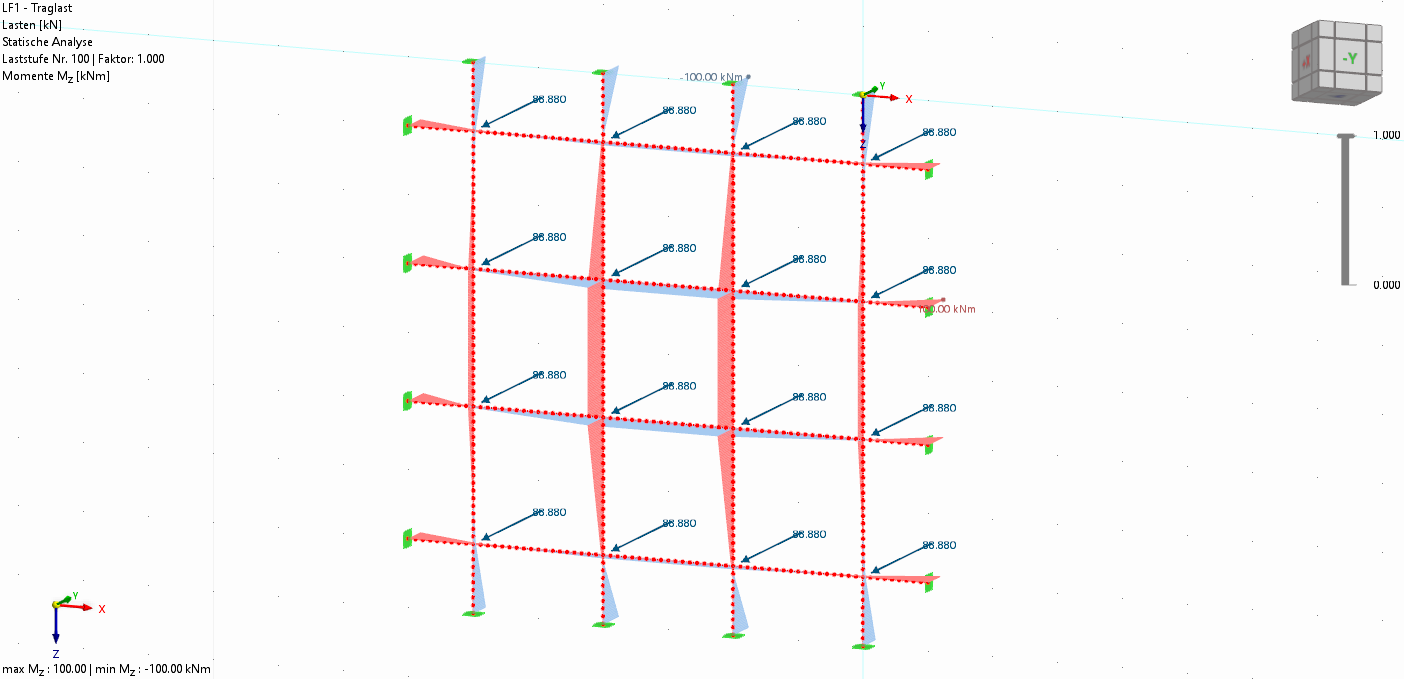 LF1 - Traglast
Lasten [kN]
Statische Analyse
Laststufe Nr. 100 | Faktor: 1.000
Momente Mz [kNm]
-100.00 kNm
Y
X
Z
+X
-Y
1.000
0.000
88.880
88.880
88.880
88.880
88.880
88.880
88.880
88.880
100.00 kNm
88.880
88.880
88.880
88.880
88.880
88.880
88.880
88.880
Y
X
Z
max Mz : 100.00 | min Mz : -100.00 kNm